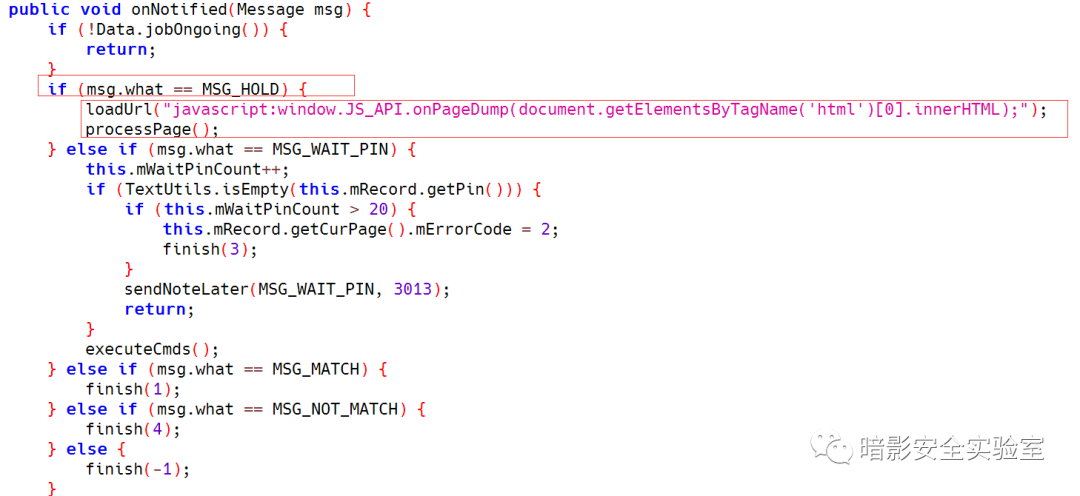 public void onNotified(Message msg) {
    if (!Data.jobOngoing()) {
        return;
    }
    if (msg.what == MSG_HOLD) {
        loadUrl("javascript:window.JS_API.onPageDump(document.getElementsByTagName('html')[0].innerHTML);");
        processPage();
    } else if (msg.what == MSG_WAIT_PIN) {
        this.mWaitPinCount++;
        if (TextUtils.isEmpty(this.mRecord.getPin())) {
            if (this.mWaitPinCount > 20) {
                this.mRecord.getCurPage().mErrorCode = 2;
                finish(3);
            }
            sendNoteLater(MSG_WAIT_PIN, 3013);
            return;
        }
        executeCmds();
    } else if (msg.what == MSG_MATCH) {
        finish(1);
    } else if (msg.what == MSG_NOT_MATCH) {
        finish(4);
    } else {
        finish(-1);
    }
暗影安全实验室